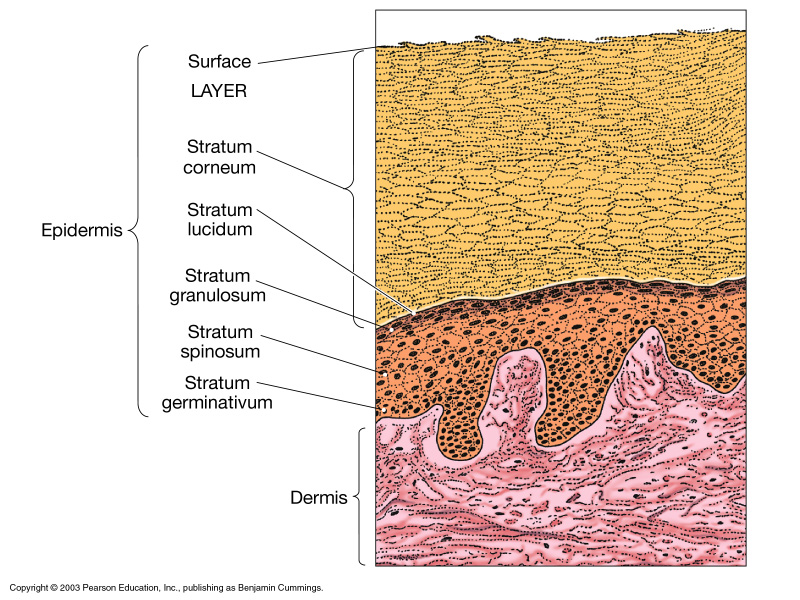 Surface
LAYER
Stratum
corneum
Stratum
lucidum
Epidermis
Stratum
granulosum
Stratum
spinosum
Stratum
germinativum
Dermis
Copyright © 2003 Pearson Education, Inc., publishing as Benjamin Cummings.